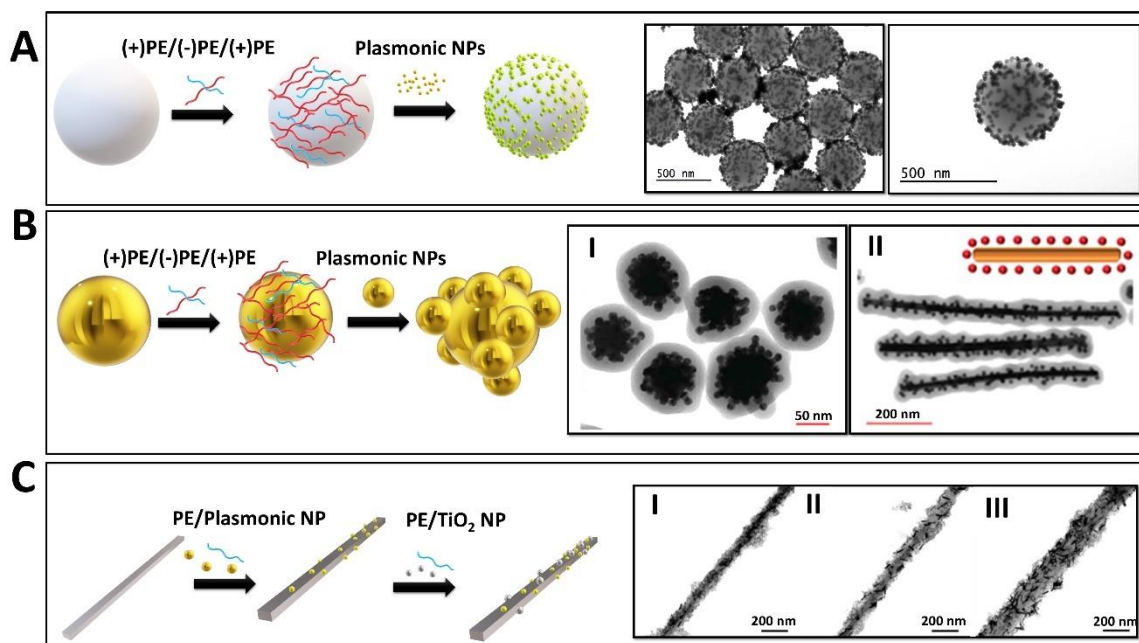 A
(+)PE/(-)PE/(+)PE
Plasmonic NPs
500 nm
500 nm
B
(+)PE/(-)PE/(+)PE
Plasmonic NPs
I
50 nm
II
200 nm
C
PE/Plasmonic NP
PE/TiO₂ NP
I
200 nm
II
200 nm
III
200 nm